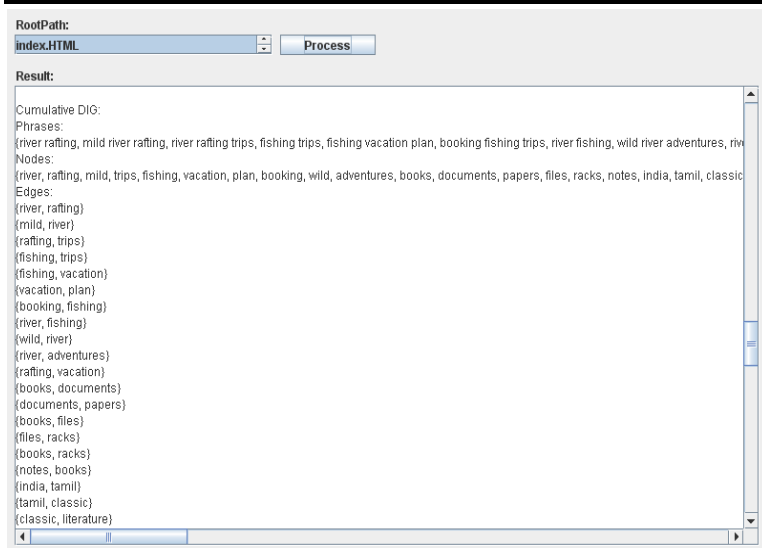 RootPath:
index.HTML
Process
Result:
Cumulative DIG:
Phrases:
{river rafting, mild river rafting, river rafting trips, fishing trips, fishing vacation plan, booking fishing trips, river fishing, wild river adventures,
Nodes:
{river, rafting, mild, trips, fishing, vacation, plan, booking, wild, adventures, books, documents, papers, files, racks, notes, india, tamil, classic
Edges:
{river, rafting}
{mild, river}
{rafting, trips}
{fishing, trips}
{fishing, vacation}
{vacation, plan}
{booking, fishing}
{river, fishing}
{wild, river}
{river, adventures}
{rafting, vacation}
{books, documents}
{documents, papers}
{books, files}
{files, racks}
{books, racks}
{notes, books}
{india, tamil}
{tamil, classic}
{classic, literature}